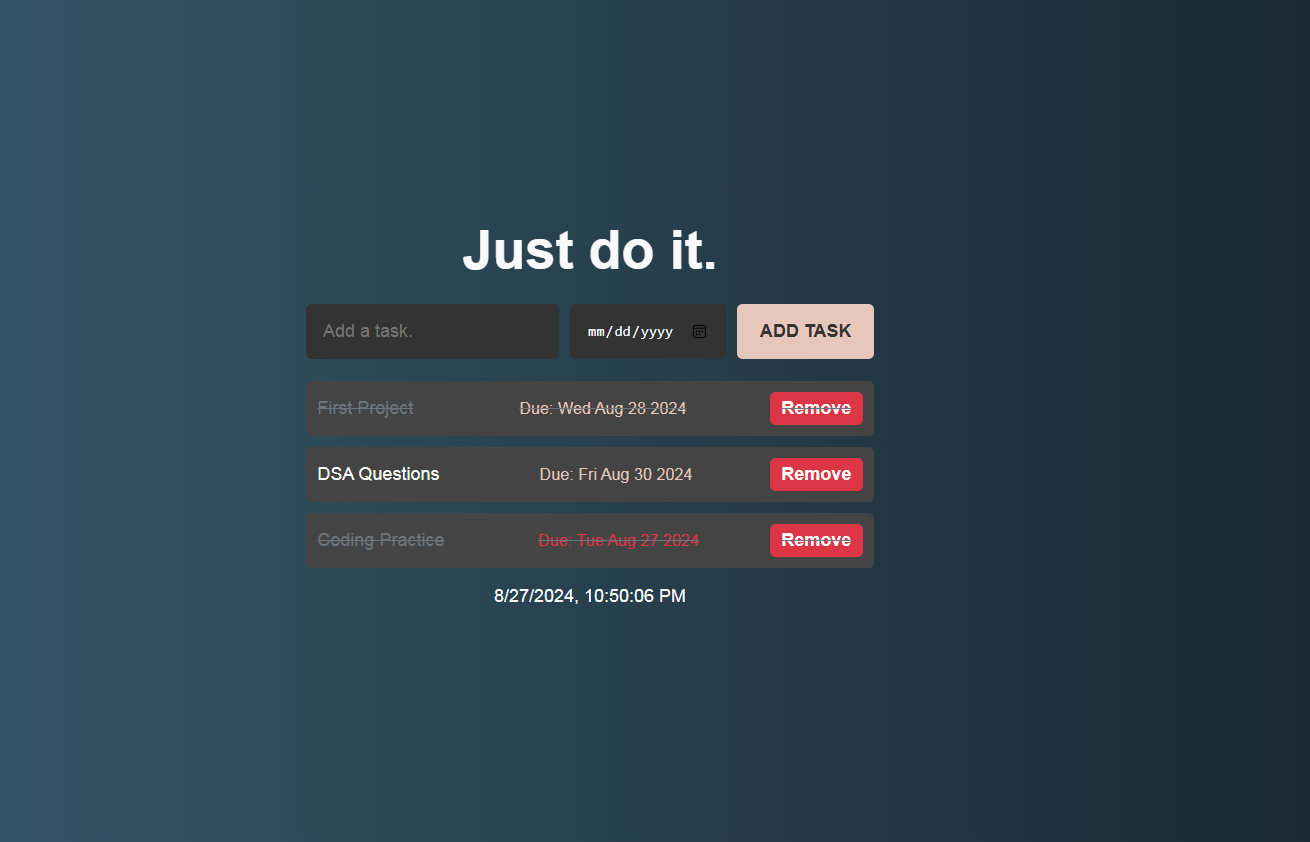 Just do it.
Add a task. mm/dd/yyyy ADD TASK
First Project Due: Wed Aug 28 2024 Remove
DSA Questions Due: Fri Aug 30 2024 Remove
Coding Practice Due: Tue Aug 27 2024 Remove
8/27/2024, 10:50:06 PM